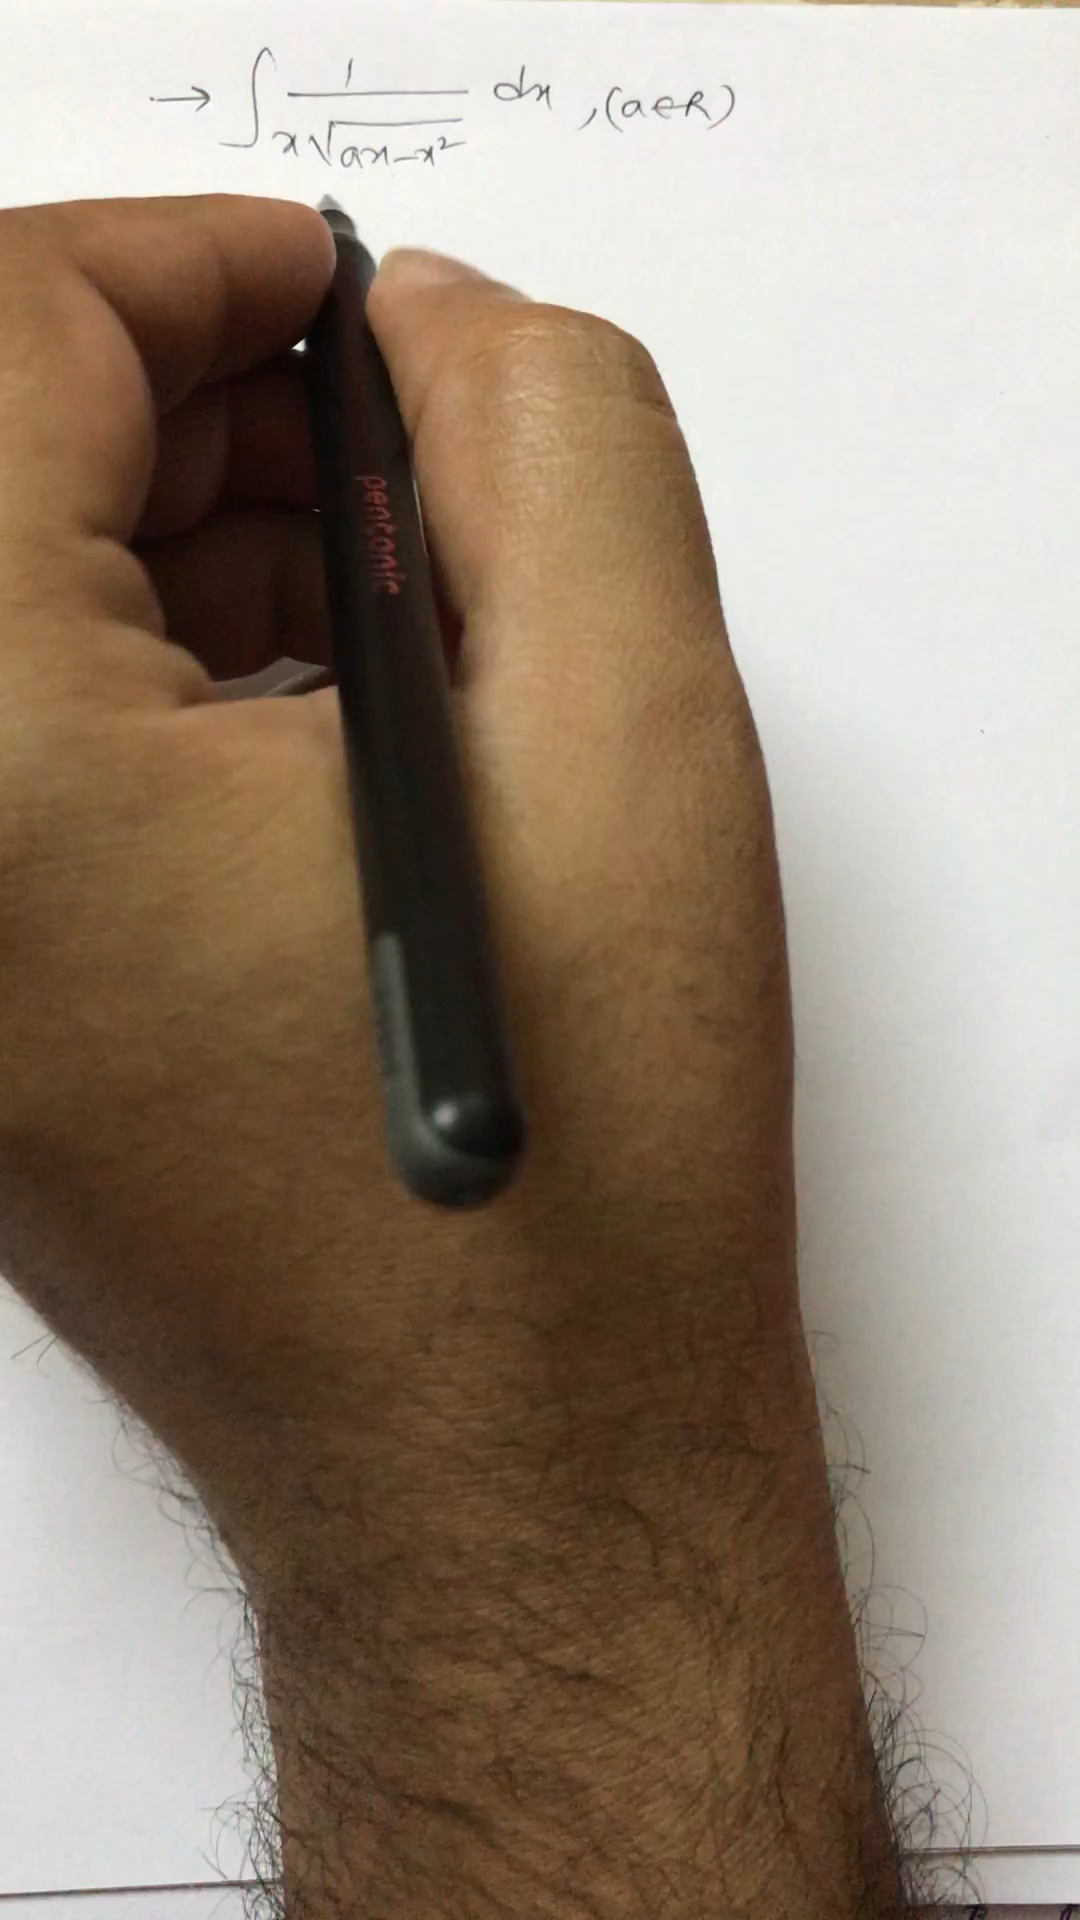 → ∫ 1/(x√(ax-x²)) dx , (a∈R)
pentonic